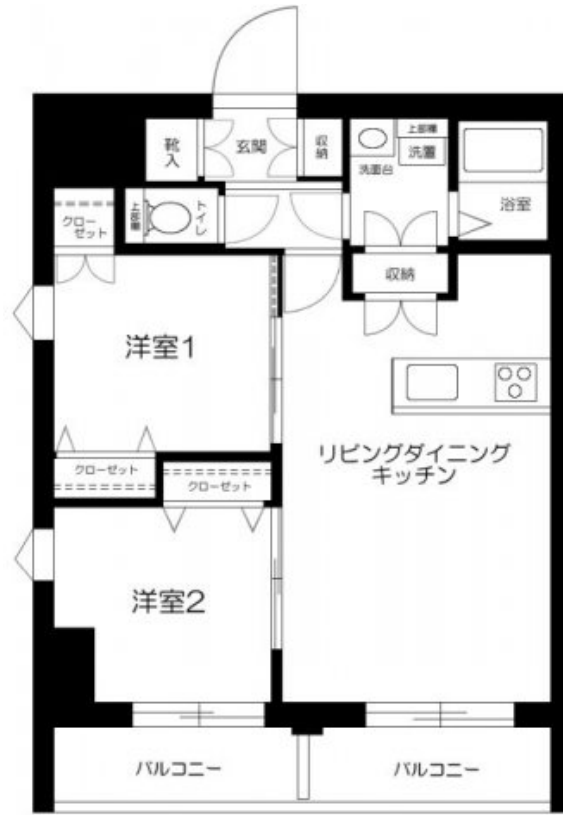 靴入
玄関
収納
上部棚
洗置
洗面台
浴室
クロー
ゼット
上部棚
トイレ
収納
洋室1
リビングダイニング
キッチン
クローゼット
クローゼット
洋室2
バルコニー
バルコニー